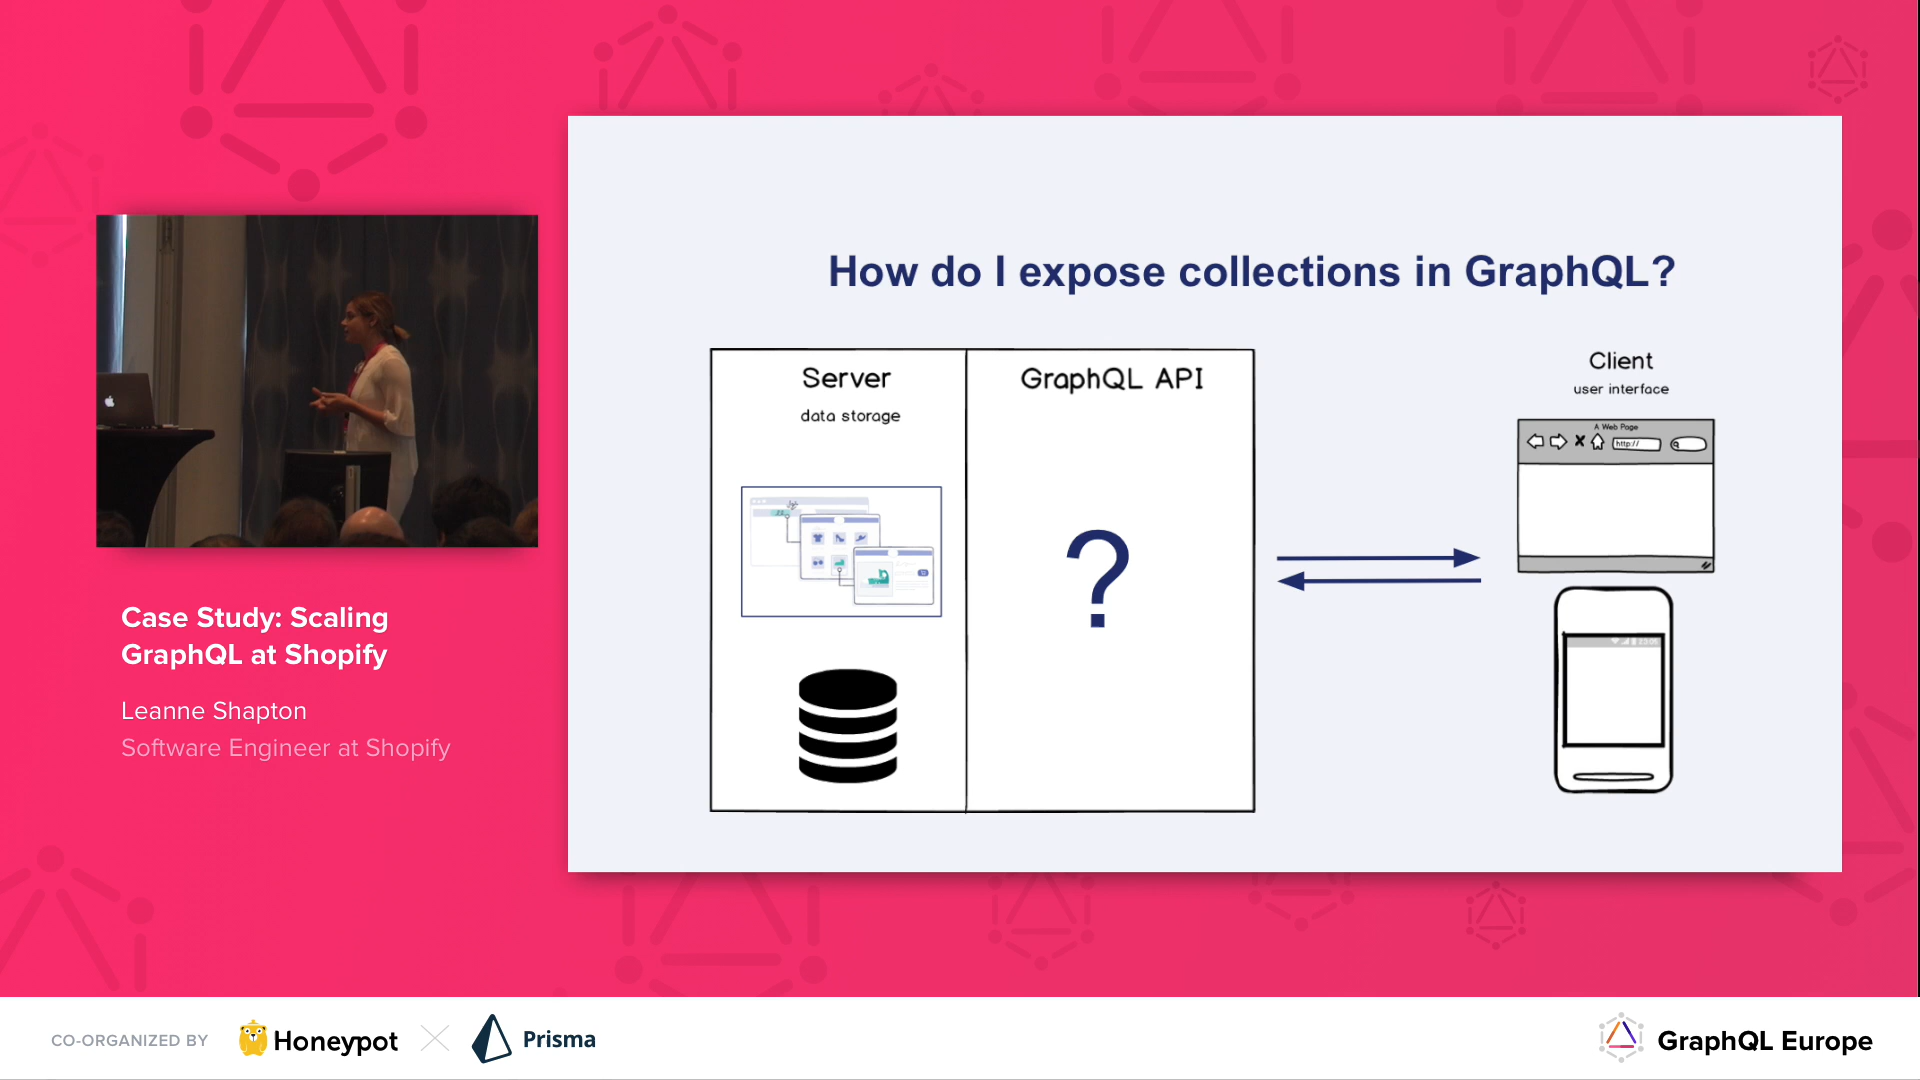 How do I expose collections in GraphQL?
Server
data storage
GraphQL API
Client
user interface
A Web Page
http://
Case Study: Scaling
GraphQL at Shopify
Leanne Shapton
Software Engineer at Shopify
CO-ORGANIZED BY
Honeypot
Prisma
GraphQL Europe